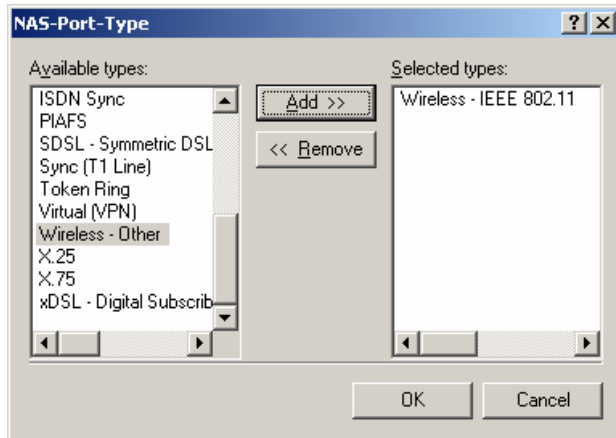 NAS-Port-Type
Available types:
ISDN Sync
PIAFS
SDSL - Symmetric DSL
Sync (T1 Line)
Token Ring
Virtual (VPN)
Wireless - Other
X.25
X.75
xDSL - Digital Subscrib
Add >>
<< Remove
Selected types:
Wireless - IEEE 802.11
OK
Cancel